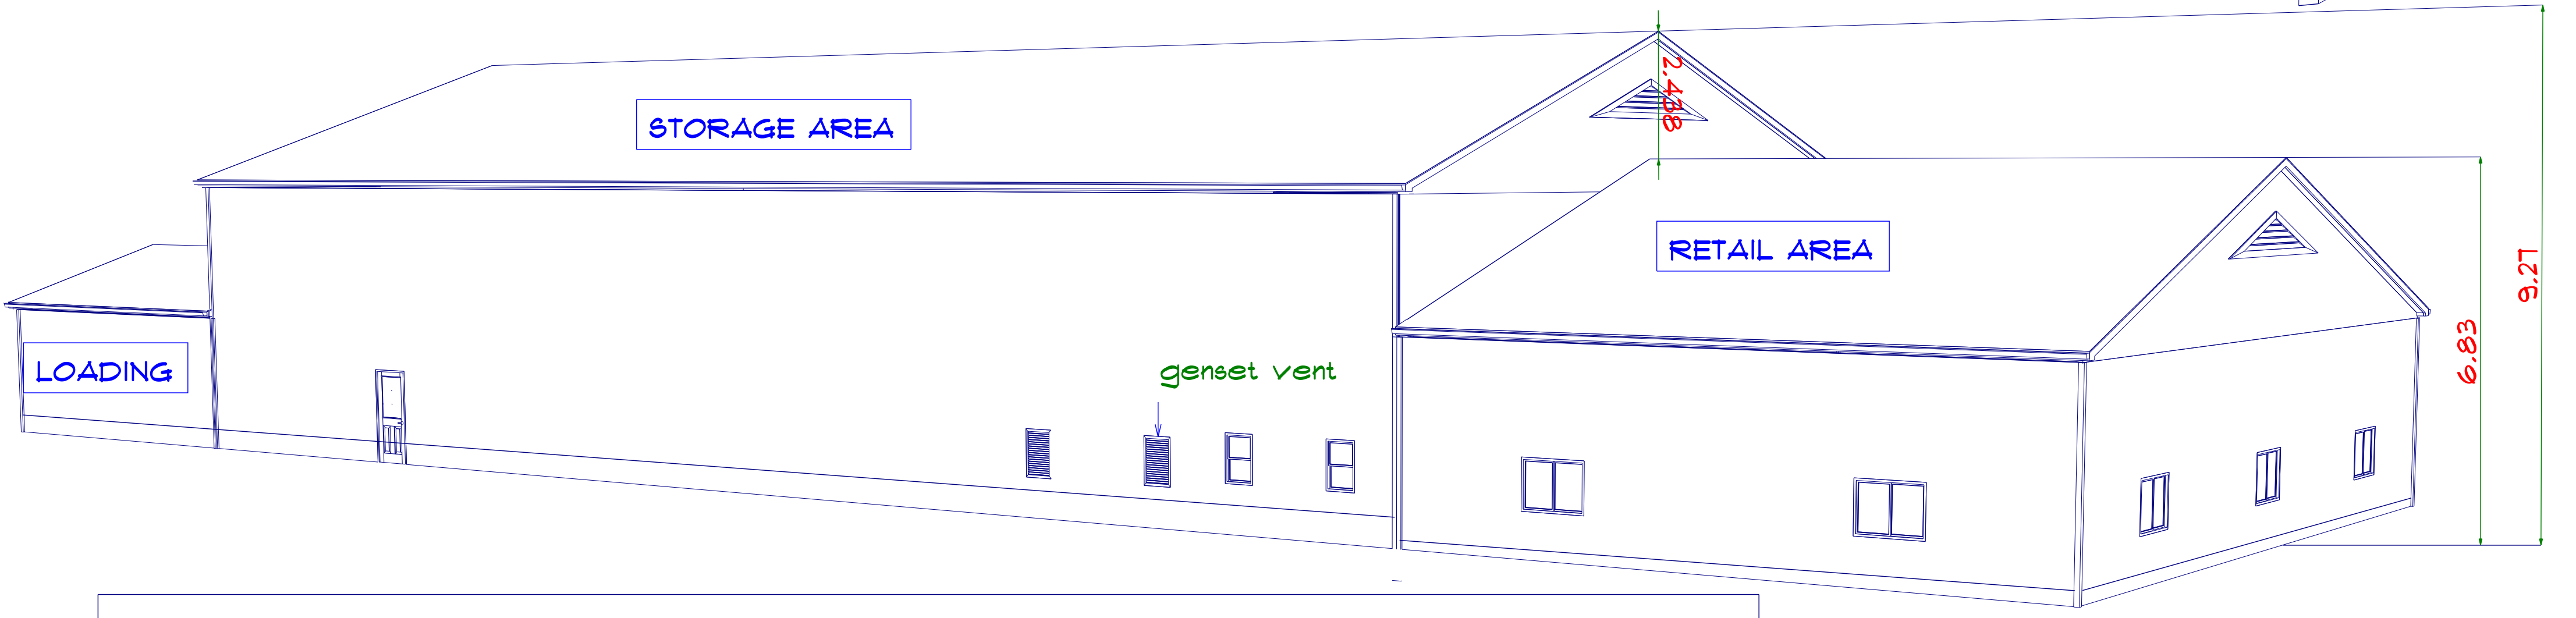 2.438
STORAGE AREA
RETAIL AREA
9.27
6.83
LOADING
genset vent